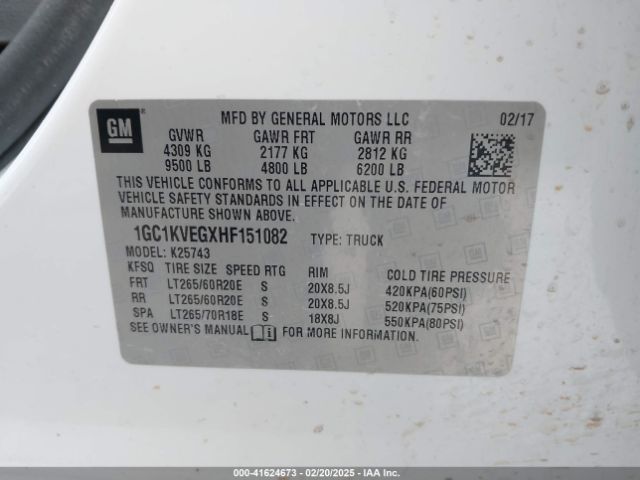 GM
MFD BY GENERAL MOTORS LLC 02/17
GVWR GAWR FRT GAWR RR
4309 KG 2177 KG 2812 KG
9500 LB 4800 LB 6200 LB
THIS VEHICLE CONFORMS TO ALL APPLICABLE U.S. FEDERAL MOTOR
VEHICLE SAFETY STANDARDS IN EFFECT ON THE DATE OF
MANUFACTURE SHOWN ABOVE.
1GC1KVEGXHF151082 TYPE: TRUCK
MODEL: K25743
KFSQ TIRE SIZE SPEED RTG RIM COLD TIRE PRESSURE
FRT LT265/60R20E S 20X8.5J 420KPA(60PSI)
RR LT265/60R20E S 20X8.5J 520KPA(75PSI)
SPA LT265/70R18E S 18X8J 550KPA(80PSI)
SEE OWNER'S MANUAL FOR MORE INFORMATION.
000-41624673 - 02/20/2025 - IAA Inc.